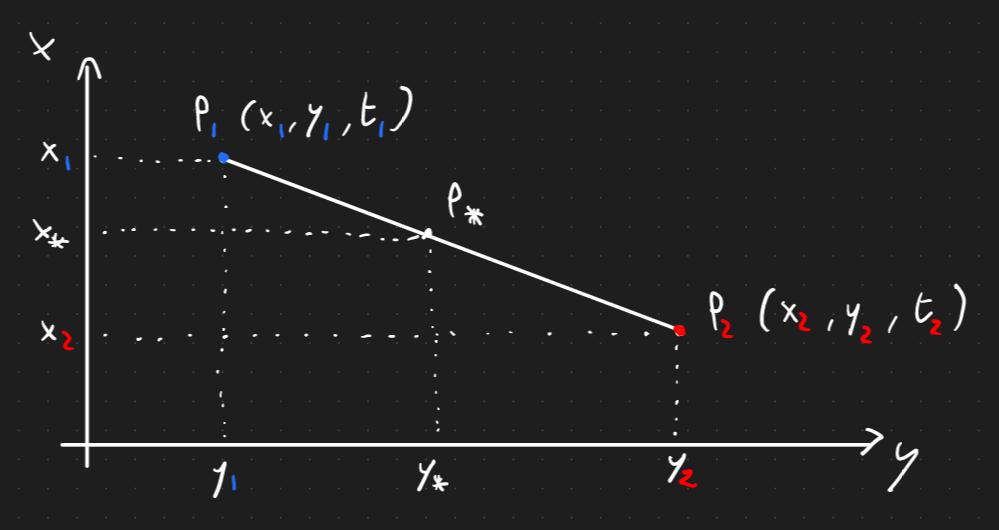 x
P₁ (x₁, y₁, t₁)
x₁
P*
x*
P₂ (x₂, y₂, t₂)
x₂
y
y₁
y*
y₂